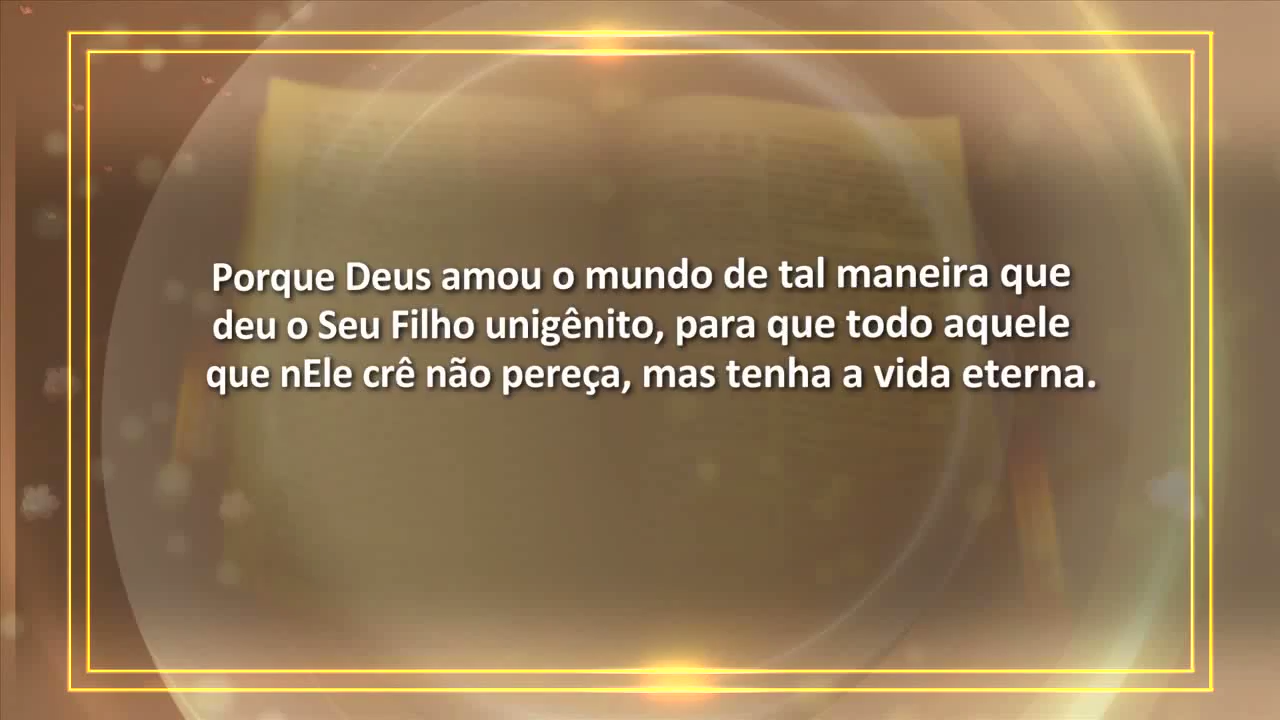 Porque Deus amou o mundo de tal maneira que
deu o Seu Filho unigênito, para que todo aquele
que nEle crê não pereça, mas tenha a vida eterna.